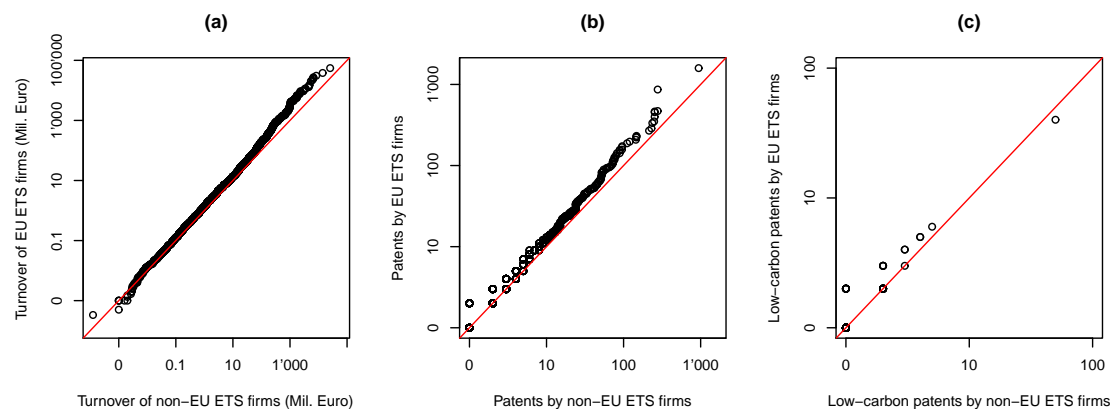 (a)
Turnover of EU ETS firms (Mil. Euro)
100'000
1'000
10
0.1
0
0
0.1
10
1'000
Turnover of non−EU ETS firms (Mil. Euro)
(b)
Patents by EU ETS firms
1'000
100
10
0
0
10
100
1'000
Patents by non−EU ETS firms
(c)
Low−carbon patents by EU ETS firms
100
10
0
0
10
100
Low−carbon patents by non−EU ETS firms